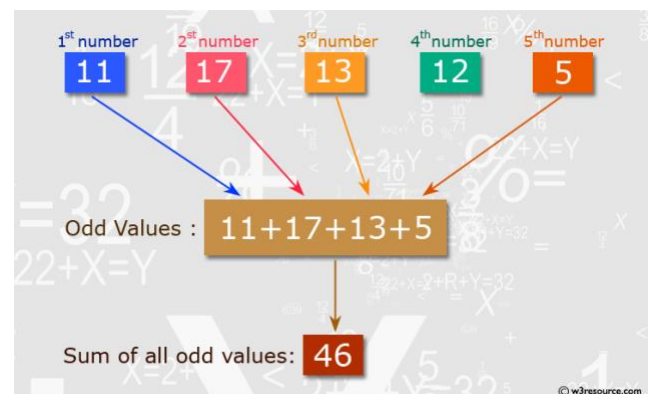 1st number 2st number 3rd number 4th number 5th number
11 17 13 12 5
Odd Values : 11+17+13+5
Sum of all odd values: 46
© w3resource.com